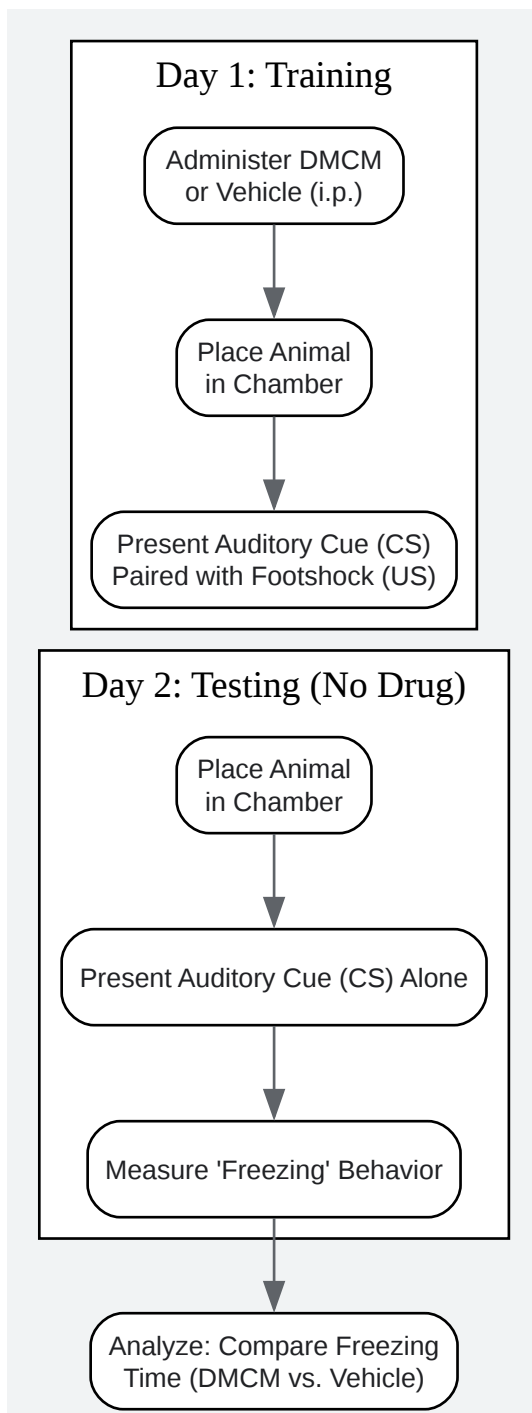 Day 1: Training
Administer DMCM
or Vehicle (i.p.)
Place Animal
in Chamber
Present Auditory Cue (CS)
Paired with Footshock (US)
Day 2: Testing (No Drug)
Place Animal
in Chamber
Present Auditory Cue (CS) Alone
Measure 'Freezing' Behavior
Analyze: Compare Freezing
Time (DMCM vs. Vehicle)